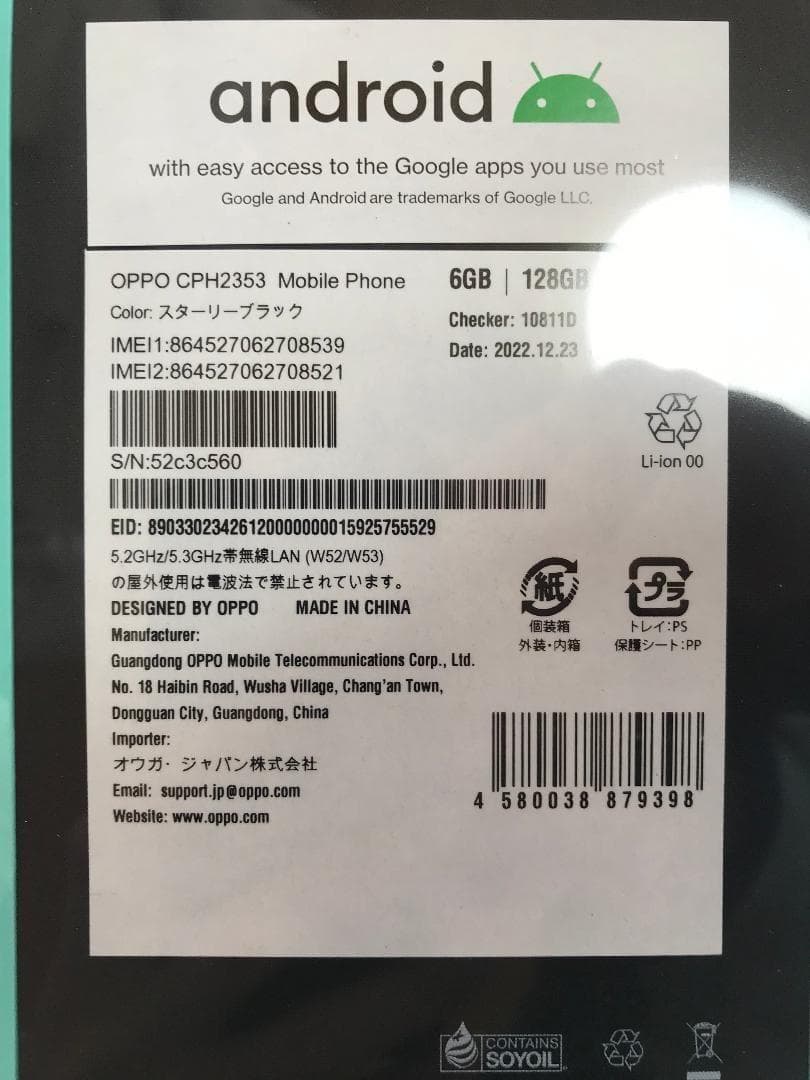 android
with easy access to the Google apps you use most
Google and Android are trademarks of Google LLC.
OPPO CPH2353 Mobile Phone
6GB | 128GB
Color: スターリーブラック
Checker: 10811D
IMEI1:864527062708539
Date: 2022.12.23
IMEI2:864527062708521
S/N:52c3c560
Li-ion 00
EID: 89033023426120000000015925755529
5.2GHz/5.3GHz帯無線LAN (W52/W53)
の屋外使用は電波法で禁止されています。
DESIGNED BY OPPO MADE IN CHINA
紙
個装箱
外装・内箱
プラ
トレイ:PS
保護シート:PP
Manufacturer:
Guangdong OPPO Mobile Telecommunications Corp., Ltd.
No. 18 Haibin Road, Wusha Village, Chang'an Town,
Dongguan City, Guangdong, China
Importer:
オウガ・ジャパン株式会社
Email: support.jp@oppo.com
Website: www.oppo.com
4 580038 879398
CONTAINS
SOYOIL